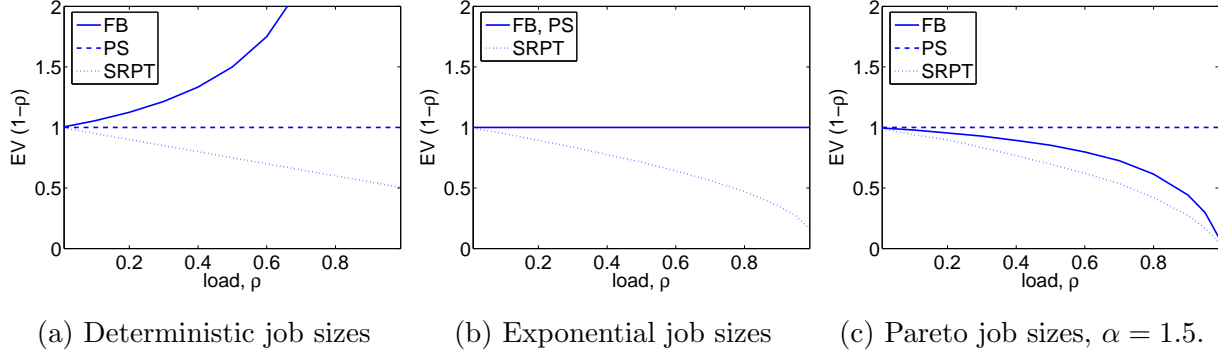 2
1.5
1
0.5
0
EV (1−ρ)
FB
PS
SRPT
0.2 0.4 0.6 0.8
load, ρ
(a) Deterministic job sizes
2
1.5
1
0.5
0
EV (1−ρ)
FB, PS
SRPT
0.2 0.4 0.6 0.8
load, ρ
(b) Exponential job sizes
2
1.5
1
0.5
0
EV (1−ρ)
FB
PS
SRPT
0.2 0.4 0.6 0.8
load, ρ
(c) Pareto job sizes, α = 1.5.